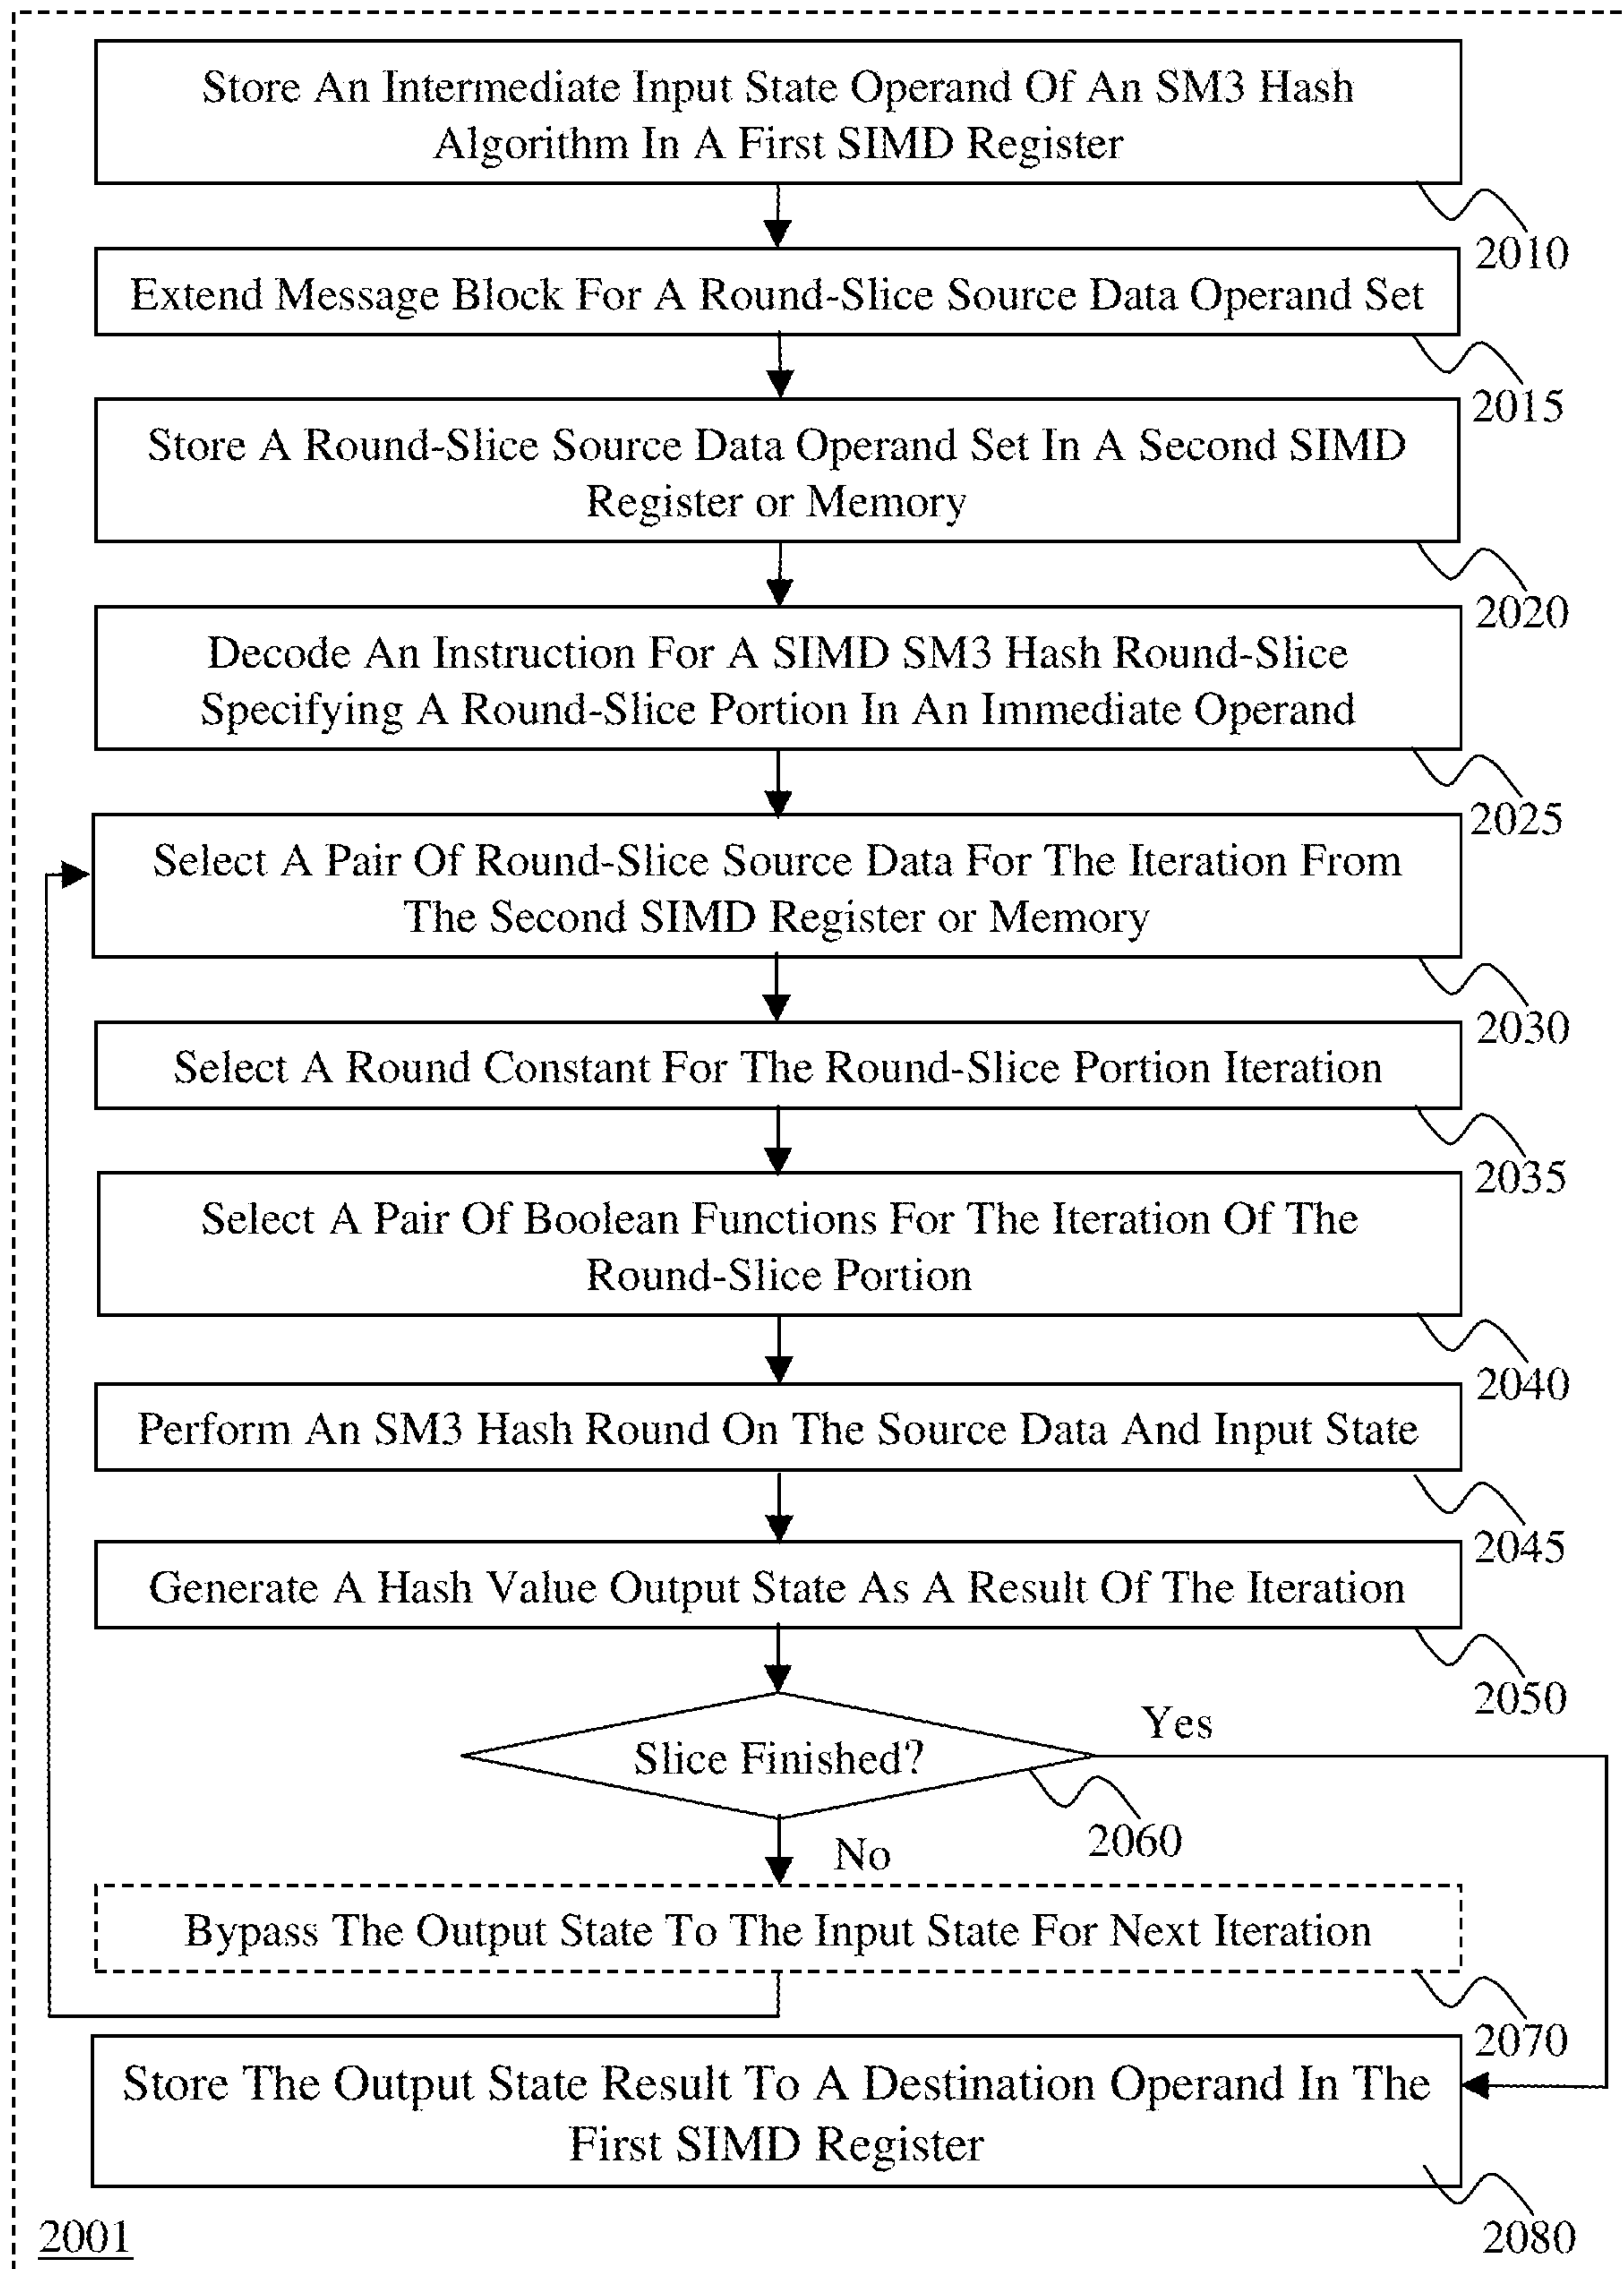 Store An Intermediate Input State Operand Of An SM3 Hash
Algorithm In A First SIMD Register
2010
Extend Message Block For A Round-Slice Source Data Operand Set
2015
Store A Round-Slice Source Data Operand Set In A Second SIMD
Register or Memory
2020
Decode An Instruction For A SIMD SM3 Hash Round-Slice
Specifying A Round-Slice Portion In An Immediate Operand
2025
Select A Pair Of Round-Slice Source Data For The Iteration From
The Second SIMD Register or Memory
2030
Select A Round Constant For The Round-Slice Portion Iteration
2035
Select A Pair Of Boolean Functions For The Iteration Of The
Round-Slice Portion
2040
Perform An SM3 Hash Round On The Source Data And Input State
2045
Generate A Hash Value Output State As A Result Of The Iteration
2050
Yes
Slice Finished?
2060
No
Bypass The Output State To The Input State For Next Iteration
2070
Store The Output State Result To A Destination Operand In The
First SIMD Register
2080
2001